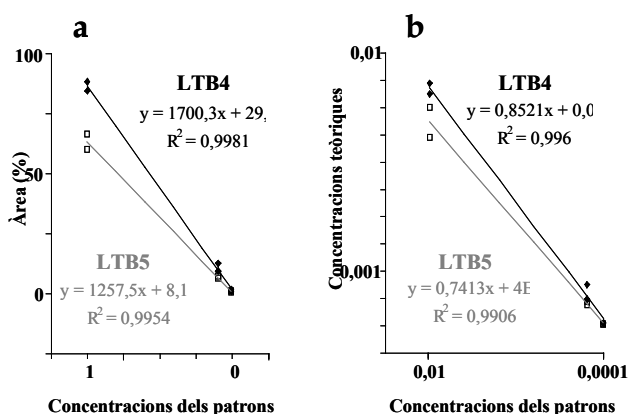 a
100
50
0
Àrea (%)
LTB4
y = 1700,3x + 29,
R² = 0,9981
LTB5
y = 1257,5x + 8,1
R² = 0,9954
1 0
Concentracions dels patrons
b
0,01
0,001
Concentracions teòriques
LTB4
y = 0,8521x + 0,0
R² = 0,996
LTB5
y = 0,7413x + 4E
R² = 0,9906
0,01 0,0001
Concentracions dels patrons